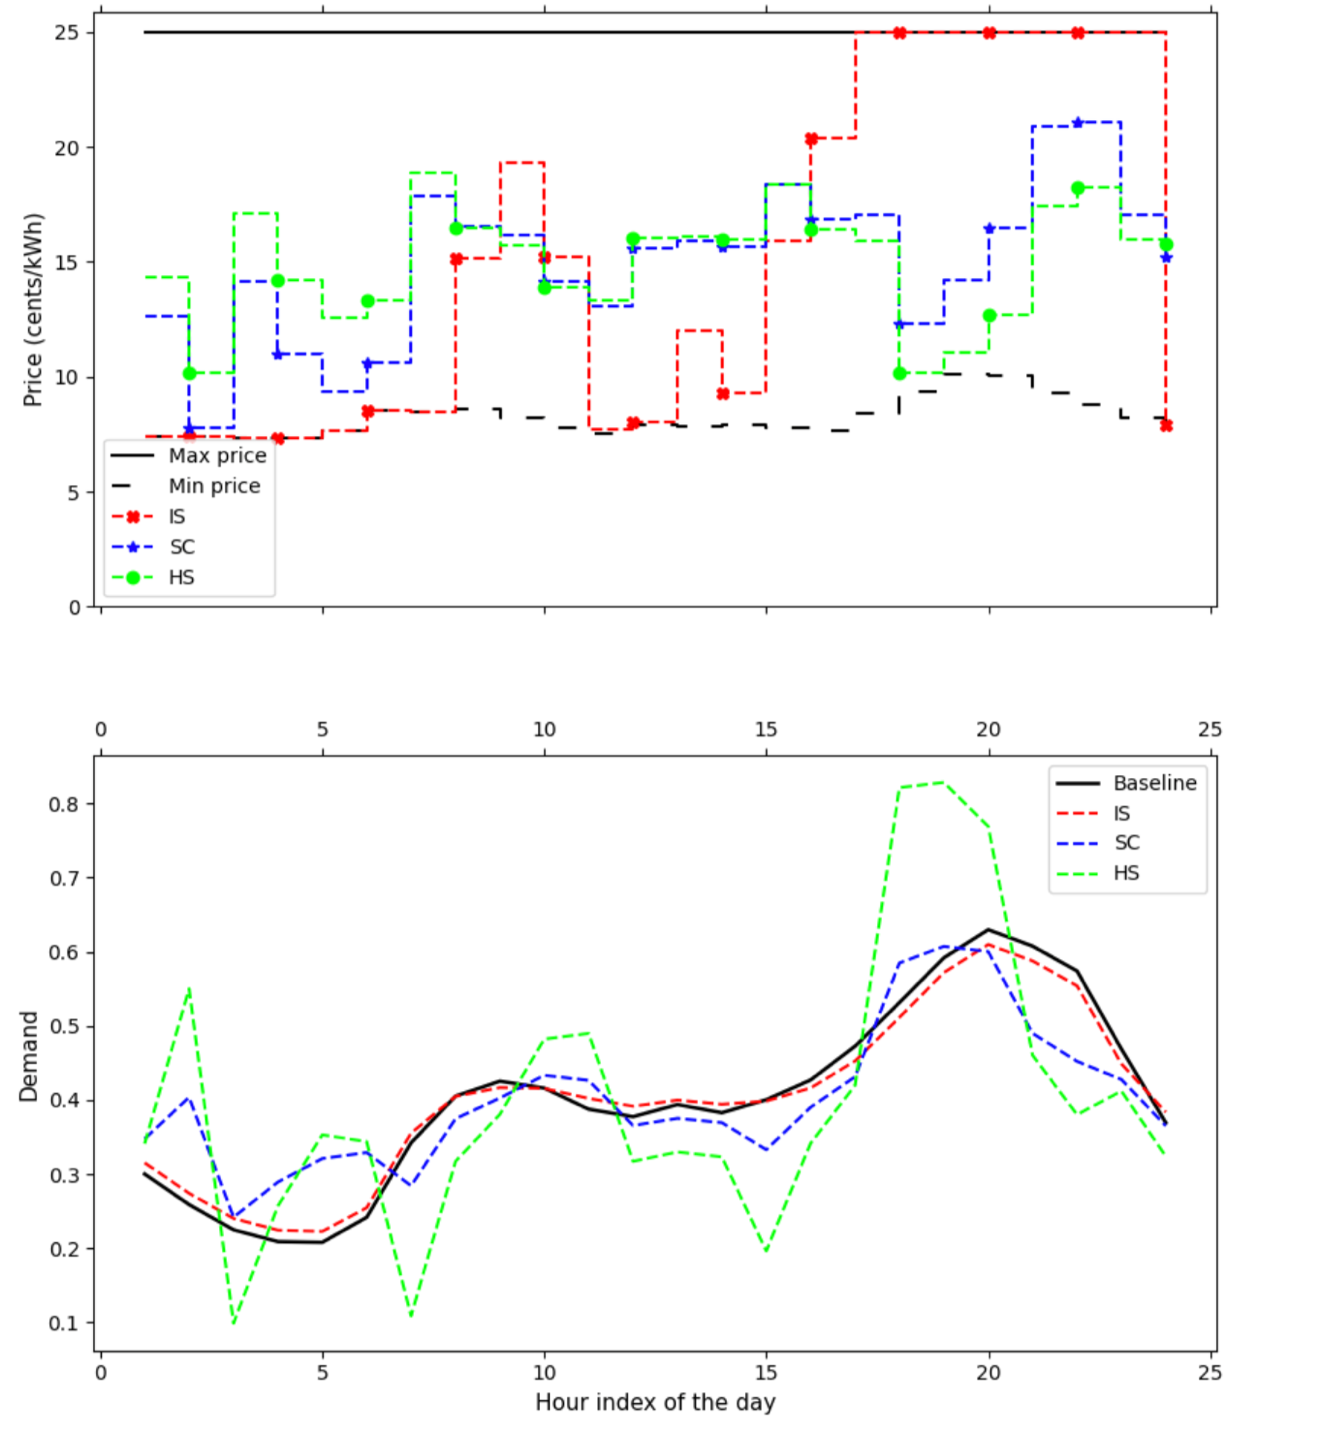 25
20
15
10
5
0
Price (cents/kWh)
Max price
Min price
IS
SC
HS
0 5 10 15 20 25
0.8
0.7
0.6
0.5
0.4
0.3
0.2
0.1
Demand
Baseline
IS
SC
HS
0 5 10 15 20 25
Hour index of the day